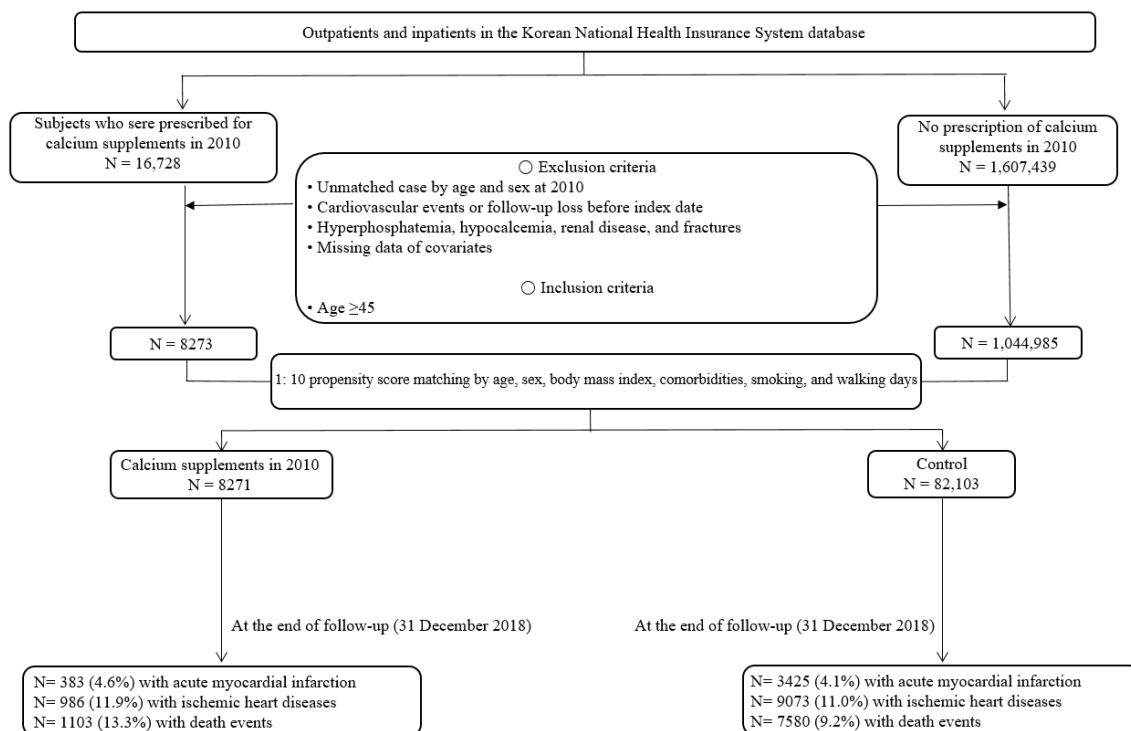 Outpatients and inpatients in the Korean National Health Insurance System database
Subjects who sere prescribed for
calcium supplements in 2010
N = 16,728
No prescription of calcium
supplements in 2010
N = 1,607,439
○ Exclusion criteria
• Unmatched case by age and sex at 2010
• Cardiovascular events or follow-up loss before index date
• Hyperphosphatemia, hypocalcemia, renal disease, and fractures
• Missing data of covariates
○ Inclusion criteria
• Age ≥45
N = 8273
N = 1,044,985
1: 10 propensity score matching by age, sex, body mass index, comorbidities, smoking, and walking days
Calcium supplements in 2010
N = 8271
Control
N = 82,103
At the end of follow-up (31 December 2018)
At the end of follow-up (31 December 2018)
N= 383 (4.6%) with acute myocardial infarction
N= 986 (11.9%) with ischemic heart diseases
N= 1103 (13.3%) with death events
N= 3425 (4.1%) with acute myocardial infarction
N= 9073 (11.0%) with ischemic heart diseases
N= 7580 (9.2%) with death events